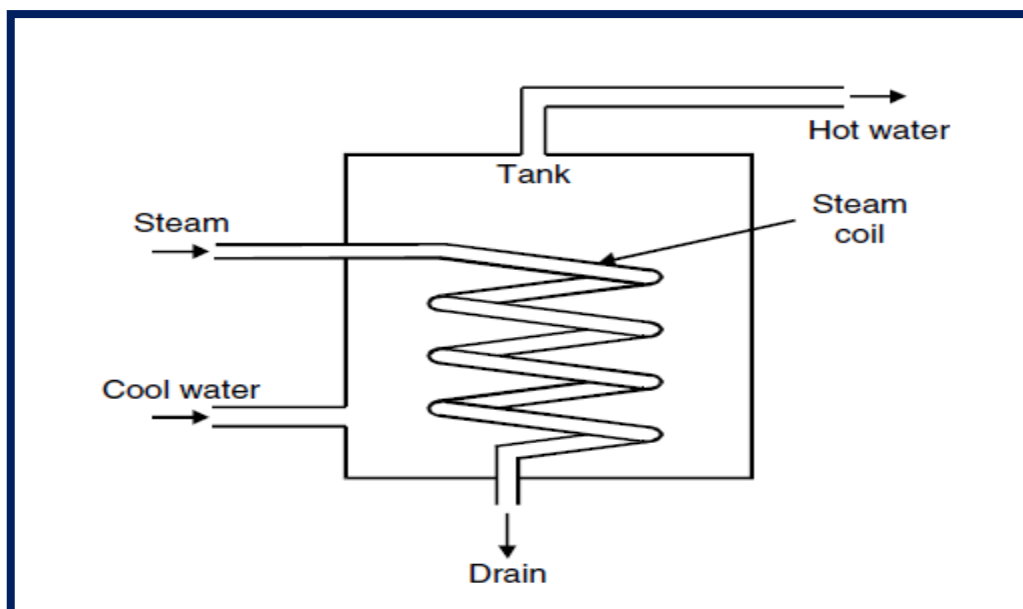 Hot water
Tank
Steam
Steam
coil
Cool water
Drain